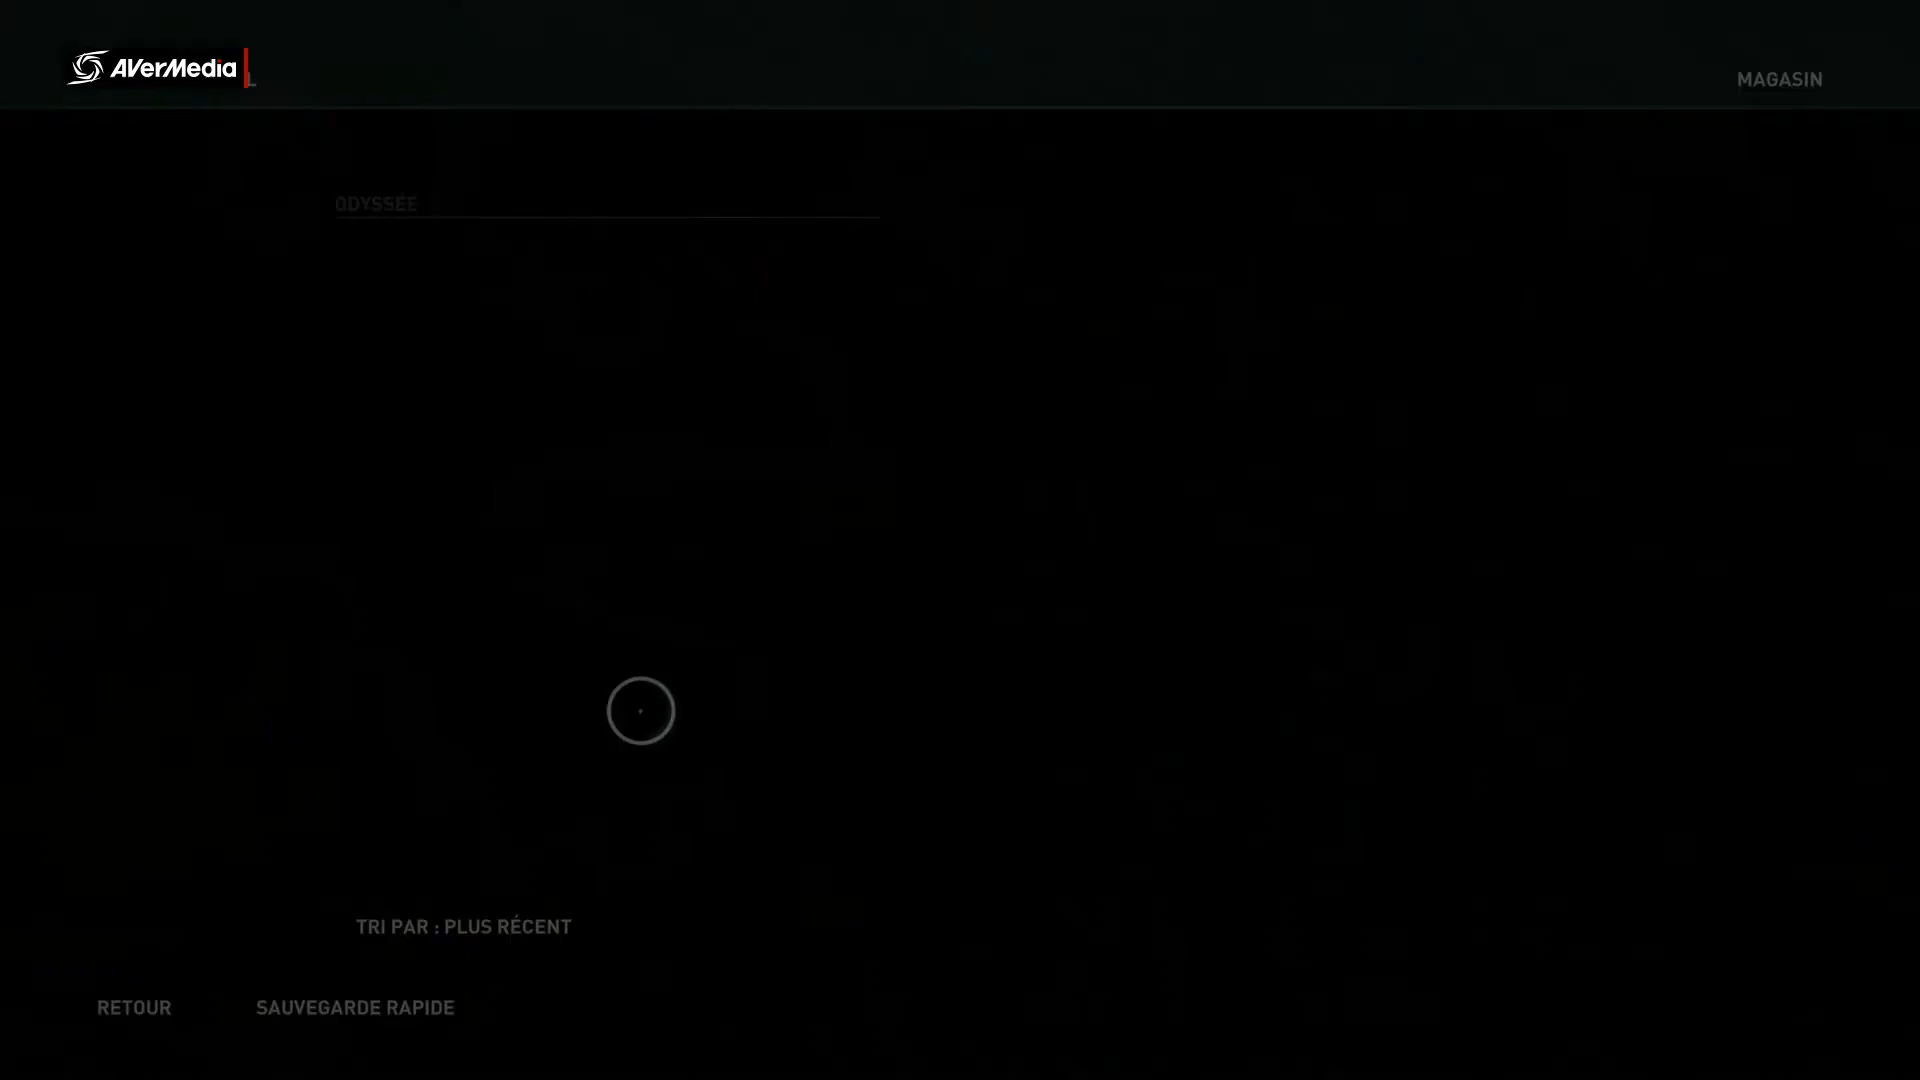 AVerMedia
L
MAGASIN
ODYSSÉE
TRI PAR : PLUS RÉCENT
RETOUR
SAUVEGARDE RAPIDE